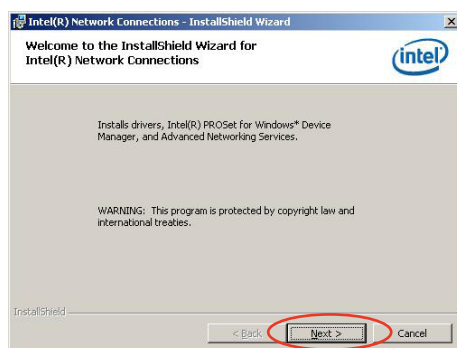 Intel(R) Network Connections - InstallShield Wizard
Welcome to the InstallShield Wizard for
Intel(R) Network Connections
intel
Installs drivers, Intel(R) PROSet for Windows* Device
Manager, and Advanced Networking Services.
WARNING: This program is protected by copyright law and
international treaties.
InstallShield
< Back
Next >
Cancel